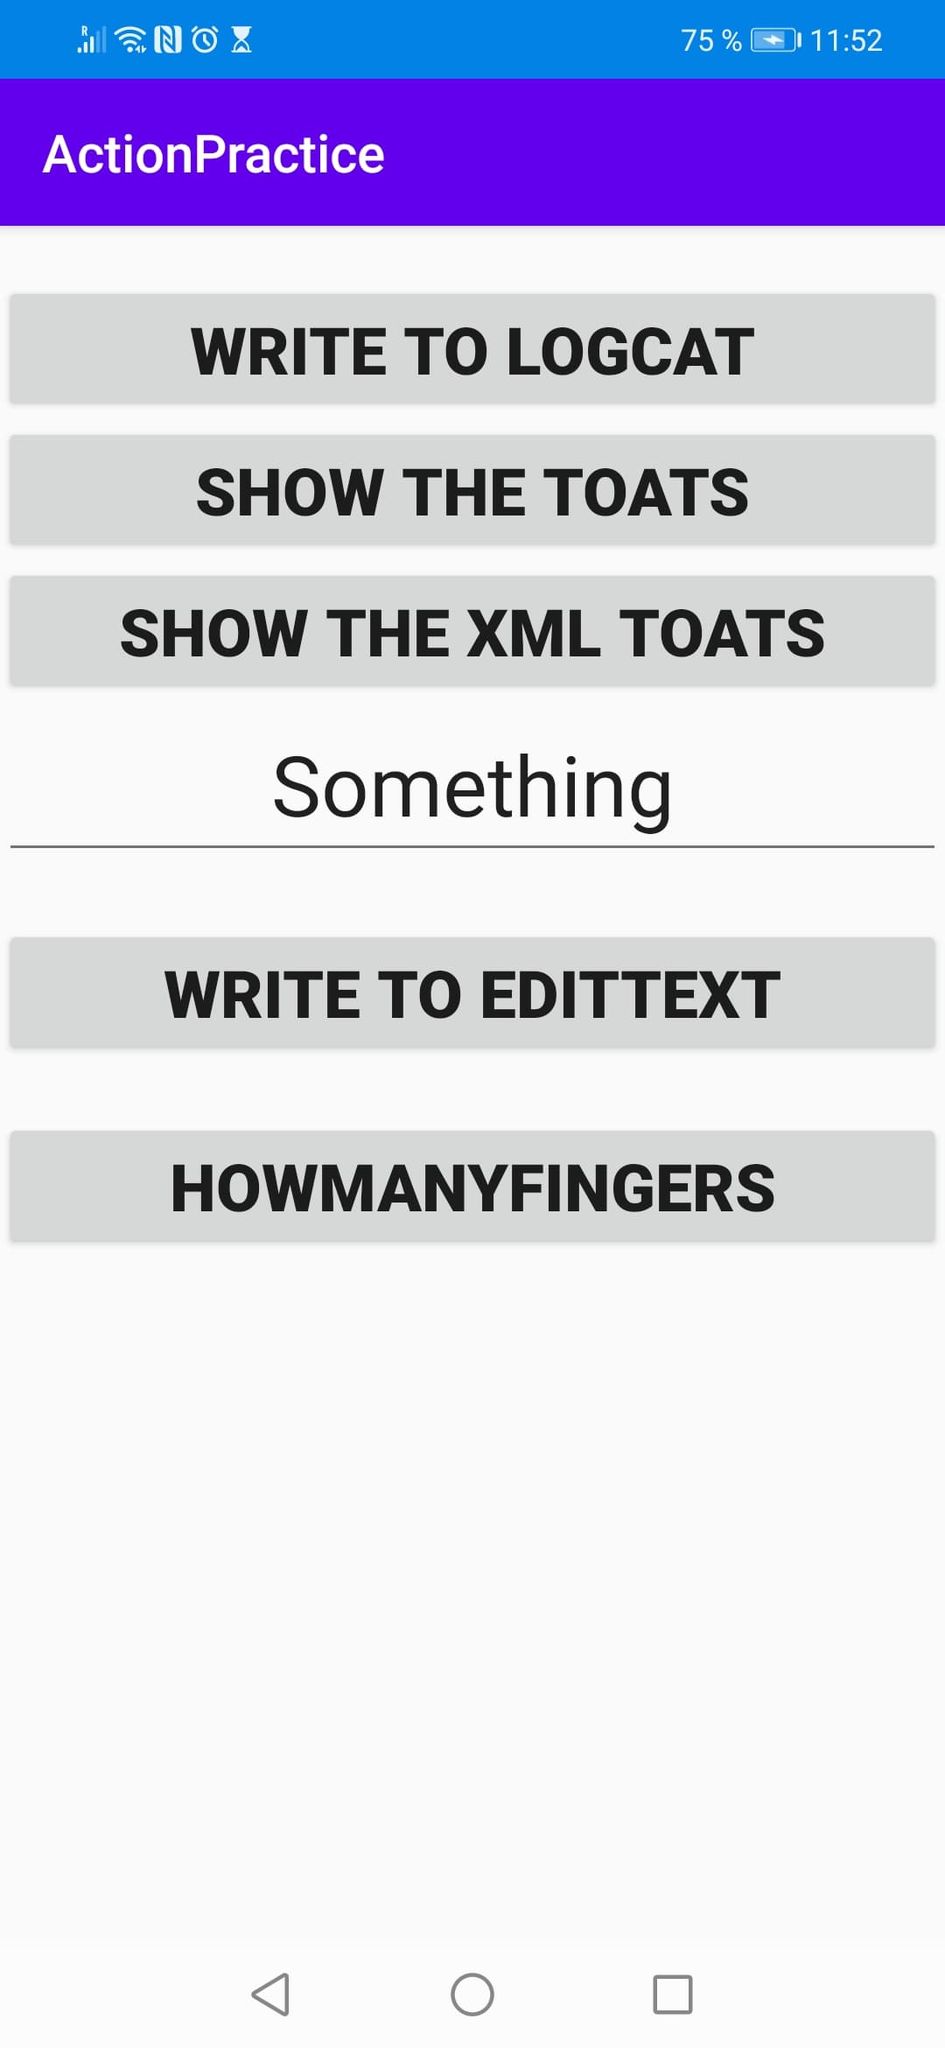 R 75 % 11:52
ActionPractice
WRITE TO LOGCAT
SHOW THE TOATS
SHOW THE XML TOATS
Something
WRITE TO EDITTEXT
HOWMANYFINGERS